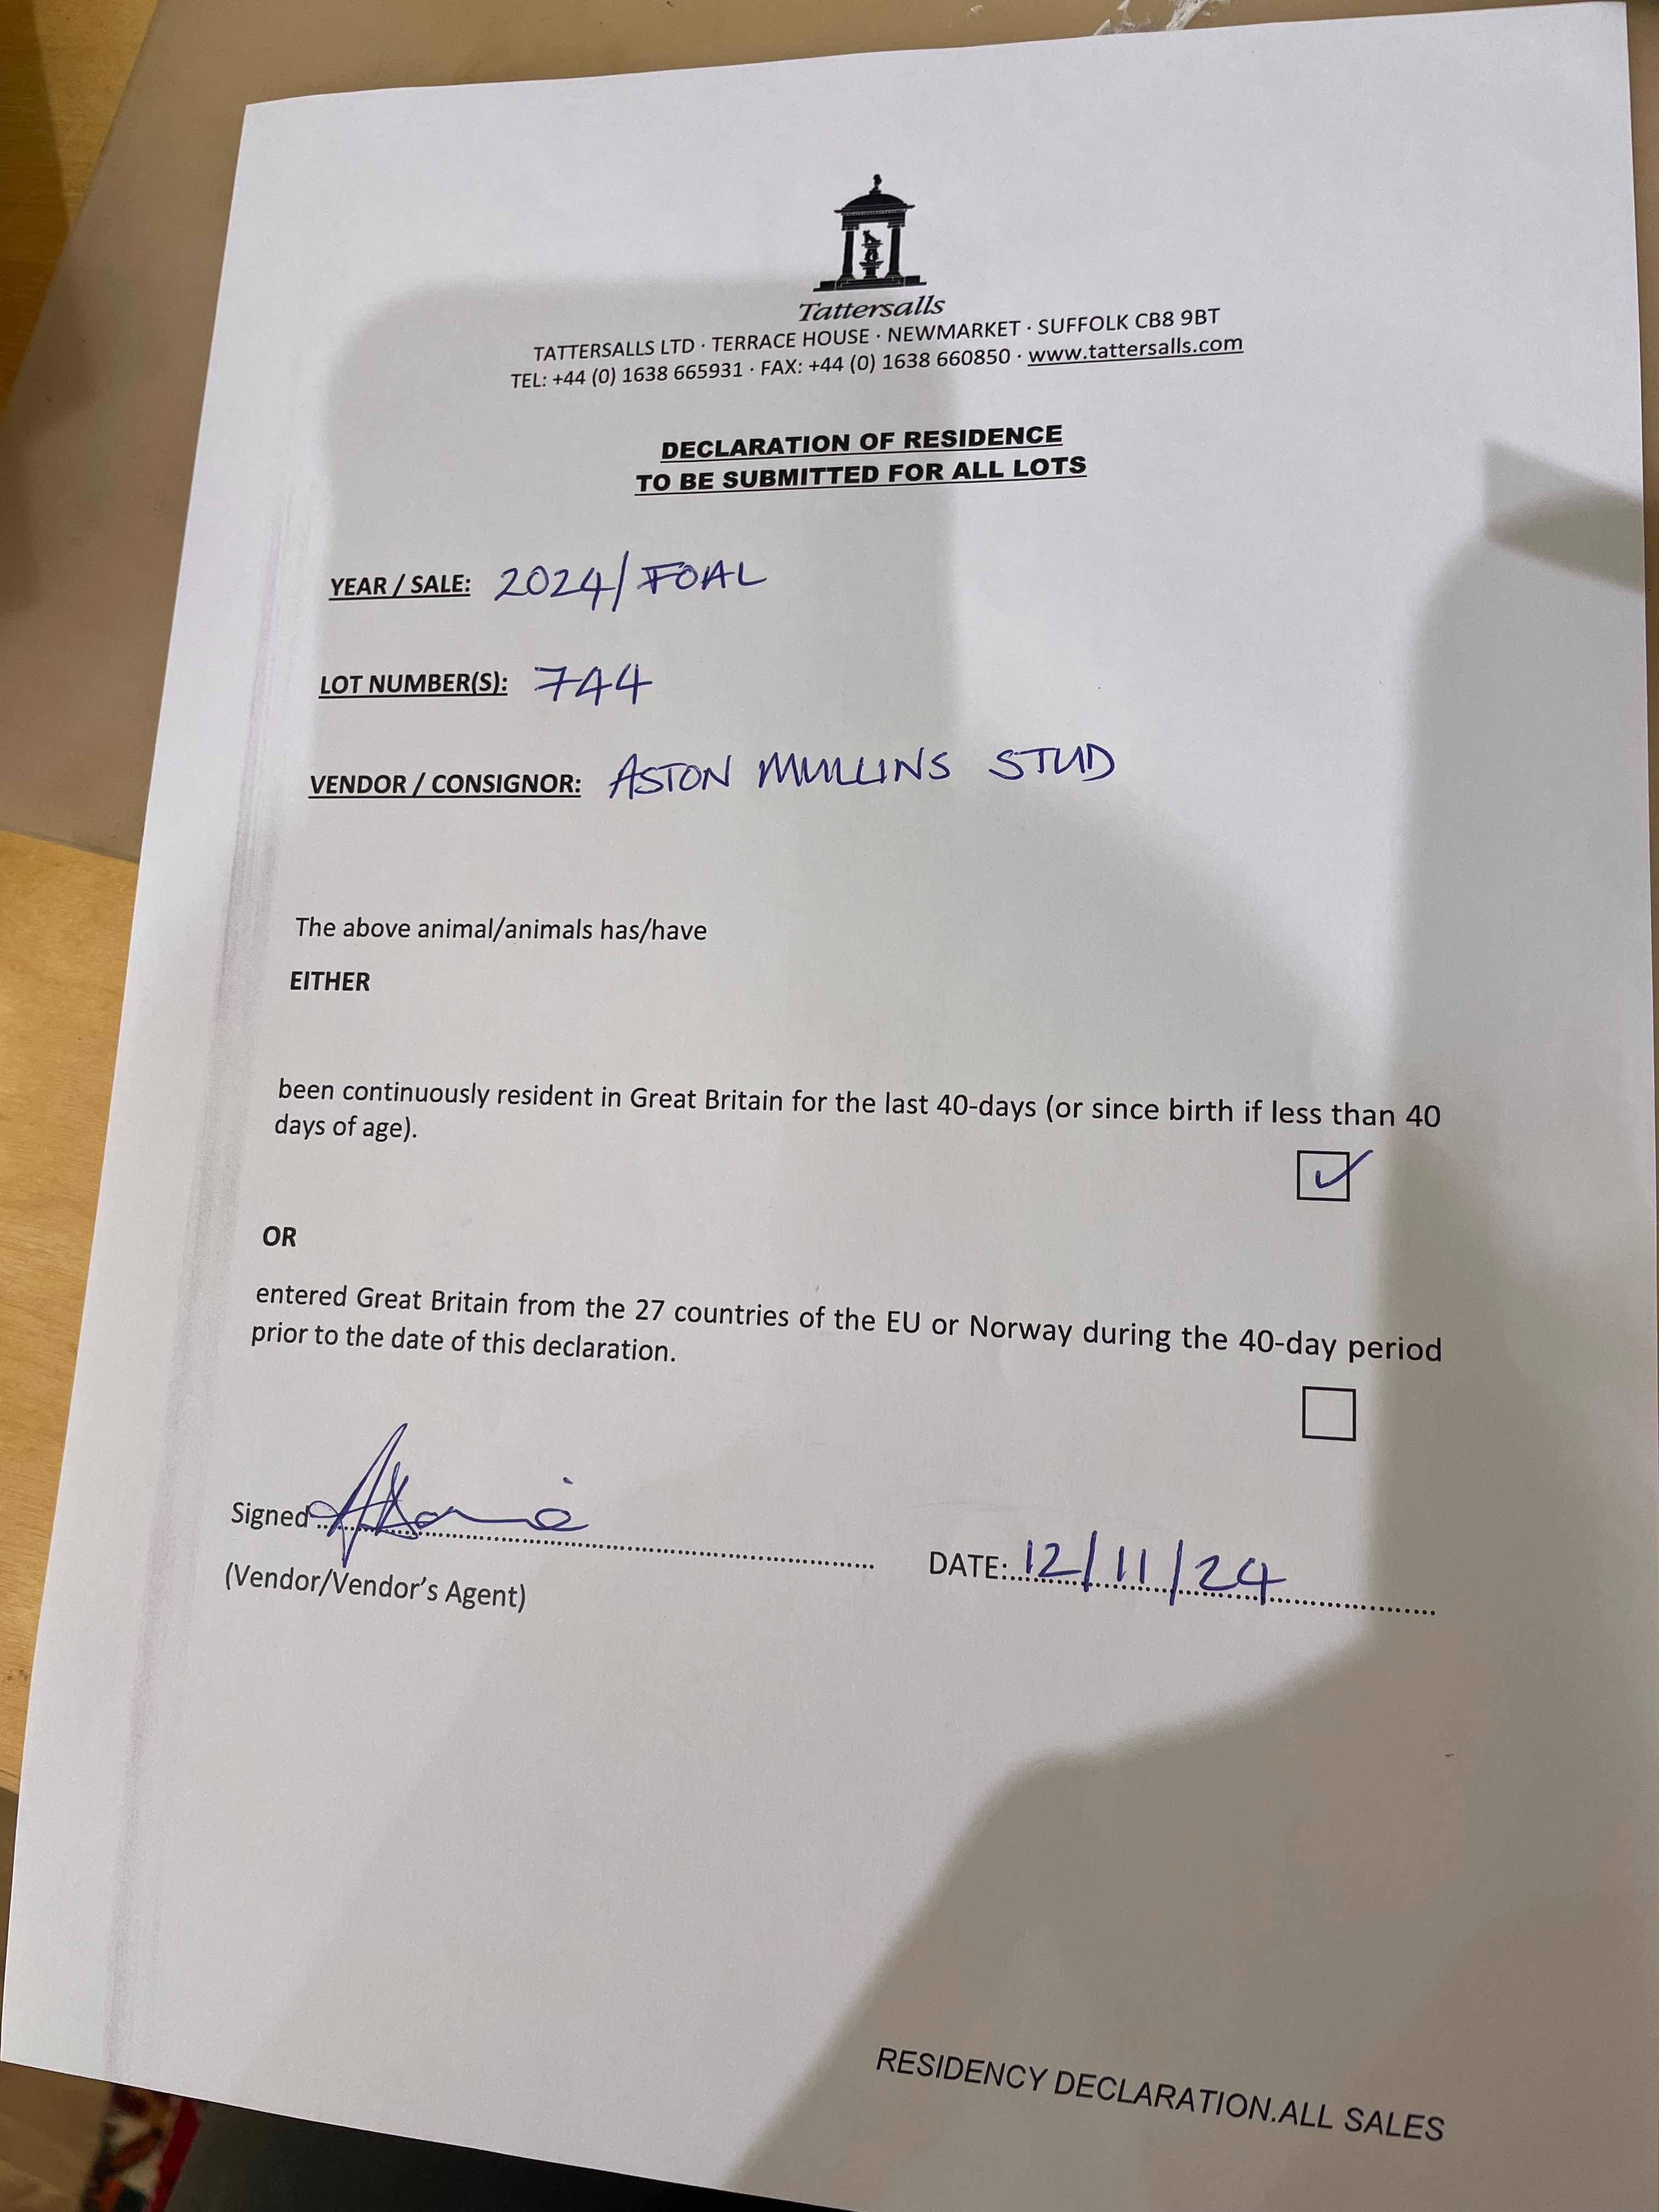 Tattersalls
TATTERSALLS LTD · TERRACE HOUSE · NEWMARKET · SUFFOLK CB8 9BT
TEL: +44 (0) 1638 665931 · FAX: +44 (0) 1638 660850 · www.tattersalls.com
DECLARATION OF RESIDENCE
TO BE SUBMITTED FOR ALL LOTS
YEAR / SALE: 2024/FOAL
LOT NUMBER(S): 744
VENDOR / CONSIGNOR: ASTON MULLINS STUD
The above animal/animals has/have
EITHER
been continuously resident in Great Britain for the last 40-days (or since birth if less than 40
days of age).
OR
entered Great Britain from the 27 countries of the EU or Norway during the 40-day period
prior to the date of this declaration.
Signed DATE: 12/11/24
(Vendor/Vendor's Agent)
RESIDENCY DECLARATION.ALL SALES